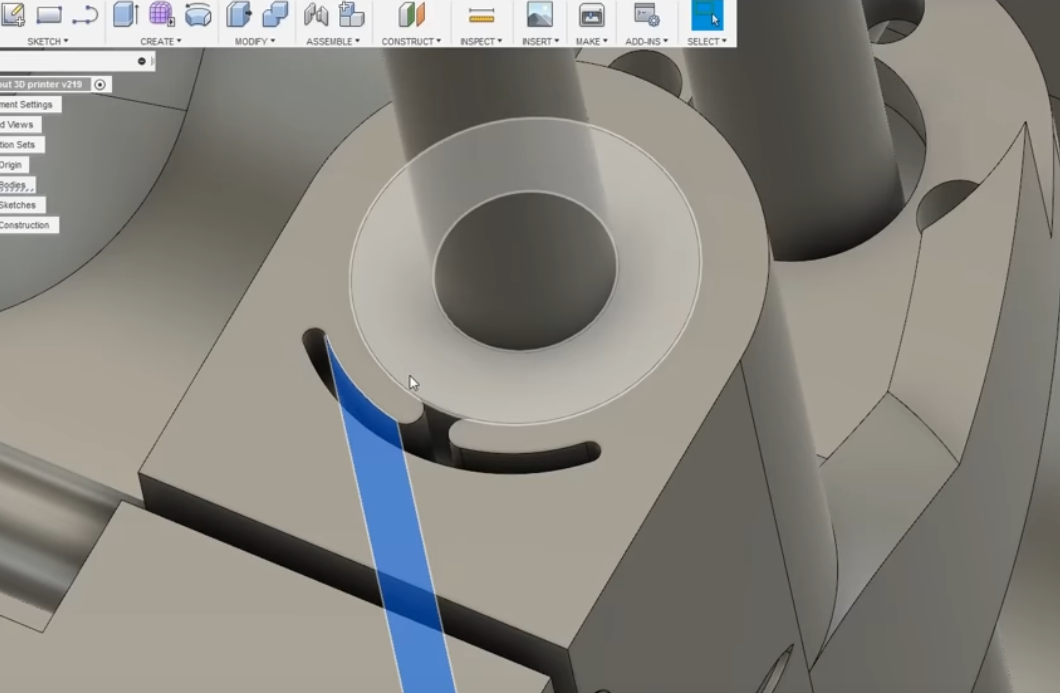 SKETCH ▾ CREATE ▾ MODIFY ▾ ASSEMBLE ▾ CONSTRUCT ▾ INSPECT ▾ INSERT ▾ MAKE ▾ ADD-INS ▾ SELECT ▾
out 3D printer v219
ment Settings
d Views
tion Sets
Origin
Bodies
Sketches
Construction